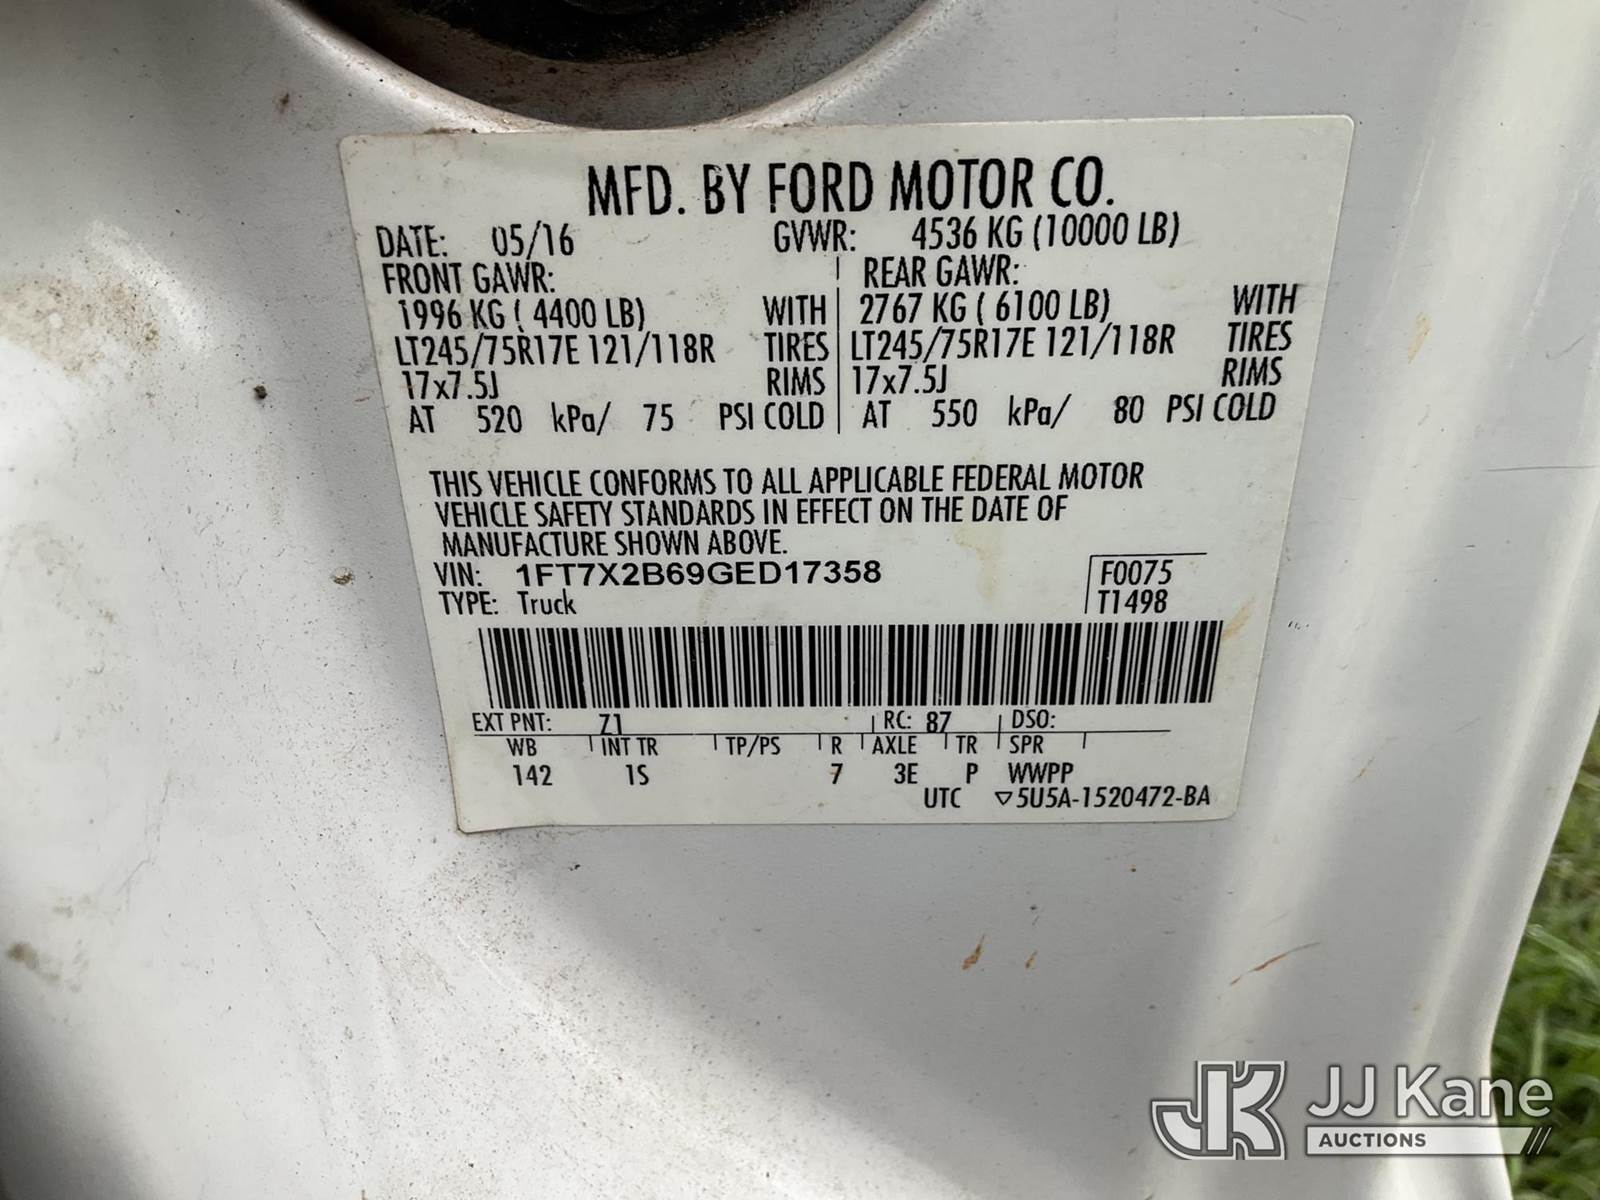 MFD. BY FORD MOTOR CO.
DATE: 05/16 GVWR: 4536 KG (10000 LB)
FRONT GAWR: REAR GAWR:
1996 KG ( 4400 LB) WITH 2767 KG ( 6100 LB) WITH
LT245/75R17E 121/118R TIRES LT245/75R17E 121/118R TIRES
17x7.5J RIMS 17x7.5J RIMS
AT 520 kPa/ 75 PSI COLD AT 550 kPa/ 80 PSI COLD
THIS VEHICLE CONFORMS TO ALL APPLICABLE FEDERAL MOTOR
VEHICLE SAFETY STANDARDS IN EFFECT ON THE DATE OF
MANUFACTURE SHOWN ABOVE.
VIN: 1FT7X2B69GED17358 F0075
TYPE: Truck T1498
EXT PNT: Z1 RC: 87 DSO:
WB INT TR TP/PS R AXLE TR SPR
142 1S 7 3E P WWPP
UTC ▽5U5A-1520472-BA
JK JJ Kane
AUCTIONS